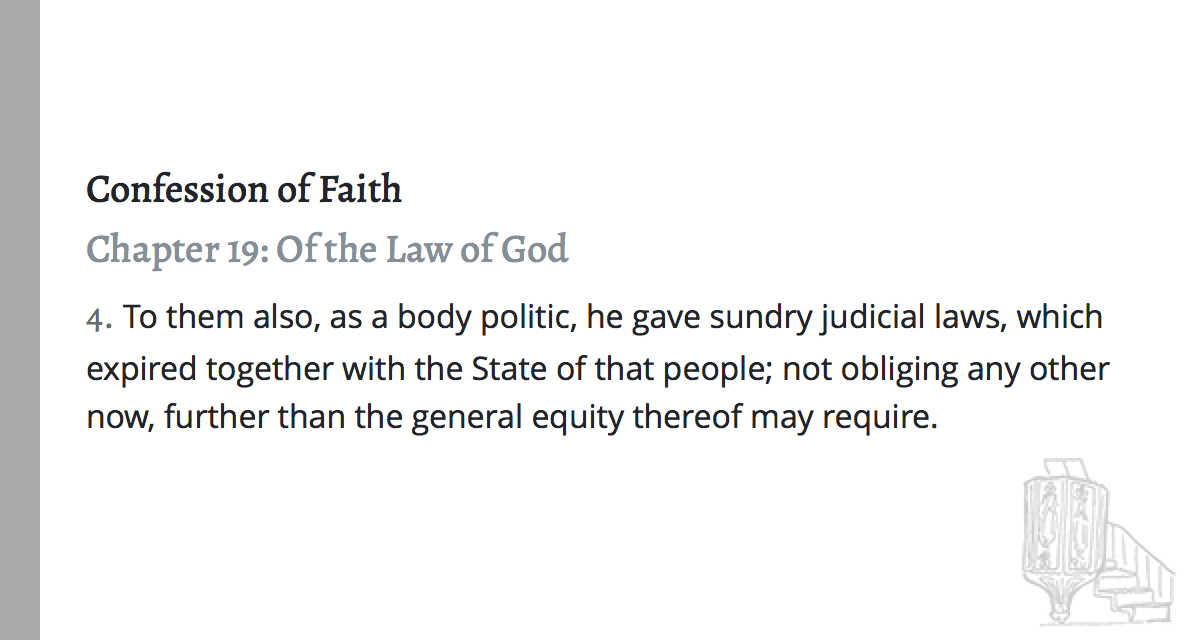 Confession of Faith
Chapter 19: Of the Law of God
4. To them also, as a body politic, he gave sundry judicial laws, which
expired together with the State of that people; not obliging any other
now, further than the general equity thereof may require.